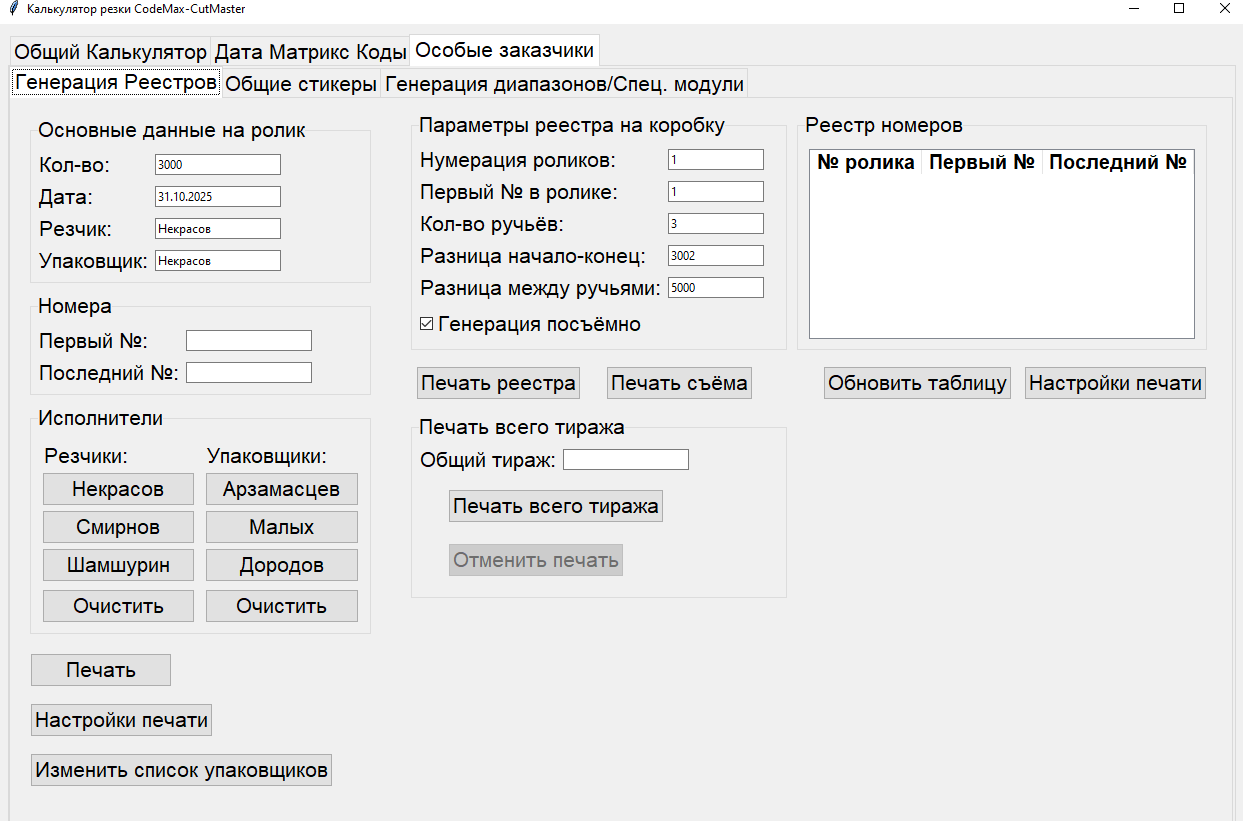 Калькулятор резки CodeMax-CutMaster
Общий Калькулятор Дата Матрикс Коды Особые заказчики
Генерация Реестров Общие стикеры Генерация диапазонов/Спец. модули
Основные данные на ролик
Кол-во: 3000
Дата: 31.10.2025
Резчик: Некрасов
Упаковщик: Некрасов
Номера
Первый №:
Последний №:
Исполнители
Резчики: Упаковщики:
Некрасов Арзамасцев
Смирнов Малых
Шамшурин Дородов
Очистить Очистить
Печать
Настройки печати
Изменить список упаковщиков
Параметры реестра на коробку
Нумерация роликов: 1
Первый № в ролике: 1
Кол-во ручьёв: 3
Разница начало-конец: 3002
Разница между ручьями: 5000
Генерация посъёмно
Печать реестра Печать съёма
Печать всего тиража
Общий тираж:
Печать всего тиража
Отменить печать
Реестр номеров
№ ролика Первый № Последний №
Обновить таблицу Настройки печати